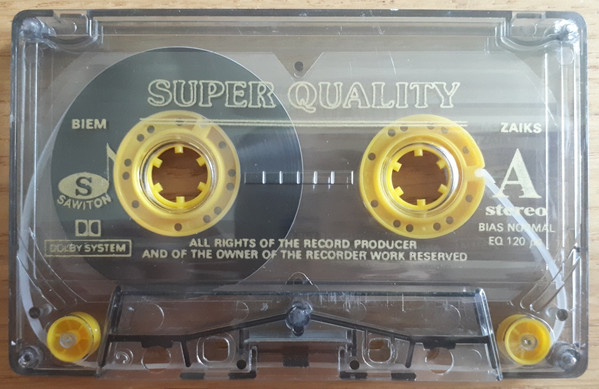 SUPER QUALITY
BIEM
ZAIKS
S
SAWITON
A
stereo
DOLBY SYSTEM
BIAS NORMAL
EQ 120 µs
ALL RIGHTS OF THE RECORD PRODUCER
AND OF THE OWNER OF THE RECORDER WORK RESERVED